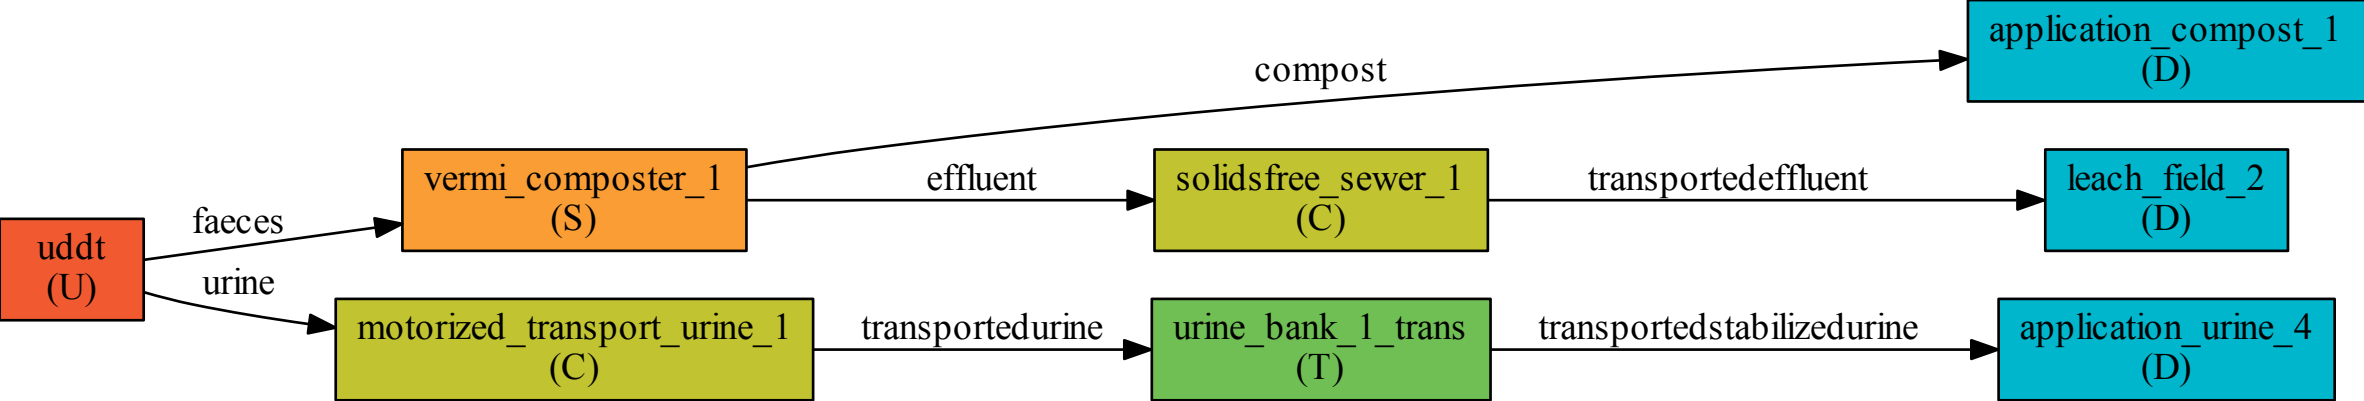 application_compost_1
(D)
compost
vermi_composter_1
(S)
effluent
solidsfree_sewer_1
(C)
transportedeffluent
leach_field_2
(D)
faeces
uddt
(U)
urine
motorized_transport_urine_1
(C)
transportedurine
urine_bank_1_trans
(T)
transportedstabilizedurine
application_urine_4
(D)